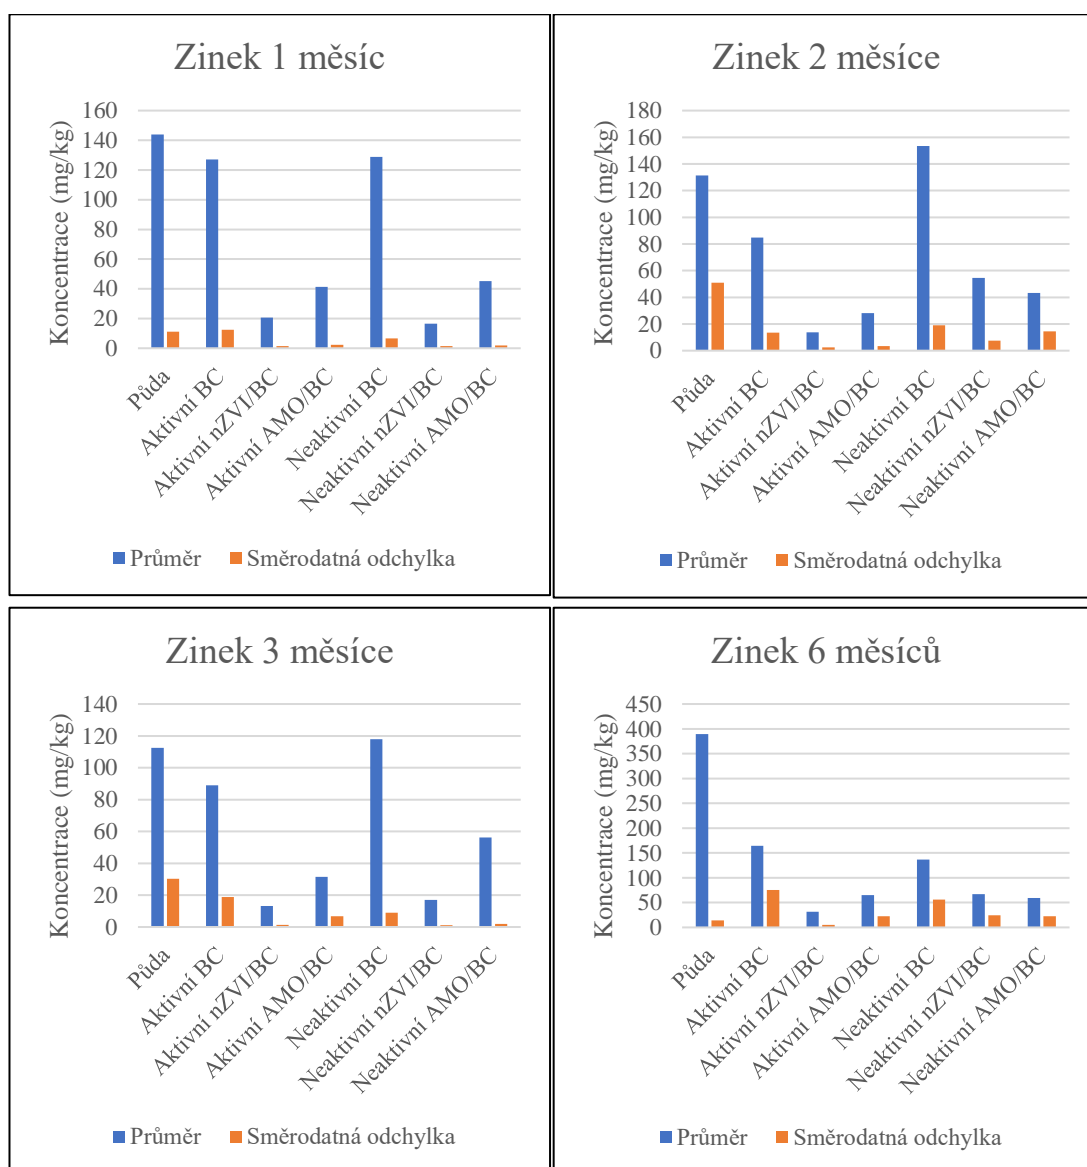 Zinek 1 měsíc
Koncentrace (mg/kg)
160
140
120
100
80
60
40
20
0
Půda
Aktivní BC
Aktivní nZVI/BC
Aktivní AMO/BC
Neaktivní BC
Neaktivní nZVI/BC
Neaktivní AMO/BC
Průměr Směrodatná odchylka
Zinek 2 měsíce
Koncentrace (mg/kg)
180
160
140
120
100
80
60
40
20
0
Půda
Aktivní BC
Aktivní nZVI/BC
Aktivní AMO/BC
Neaktivní BC
Neaktivní nZVI/BC
Neaktivní AMO/BC
Průměr Směrodatná odchylka
Zinek 3 měsíce
Koncentrace (mg/kg)
140
120
100
80
60
40
20
0
Půda
Aktivní BC
Aktivní nZVI/BC
Aktivní AMO/BC
Neaktivní BC
Neaktivní nZVI/BC
Neaktivní AMO/BC
Průměr Směrodatná odchylka
Zinek 6 měsíců
Koncentrace (mg/kg)
450
400
350
300
250
200
150
100
50
0
Půda
Aktivní BC
Aktivní nZVI/BC
Aktivní AMO/BC
Neaktivní BC
Neaktivní nZVI/BC
Neaktivní AMO/BC
Průměr Směrodatná odchylka